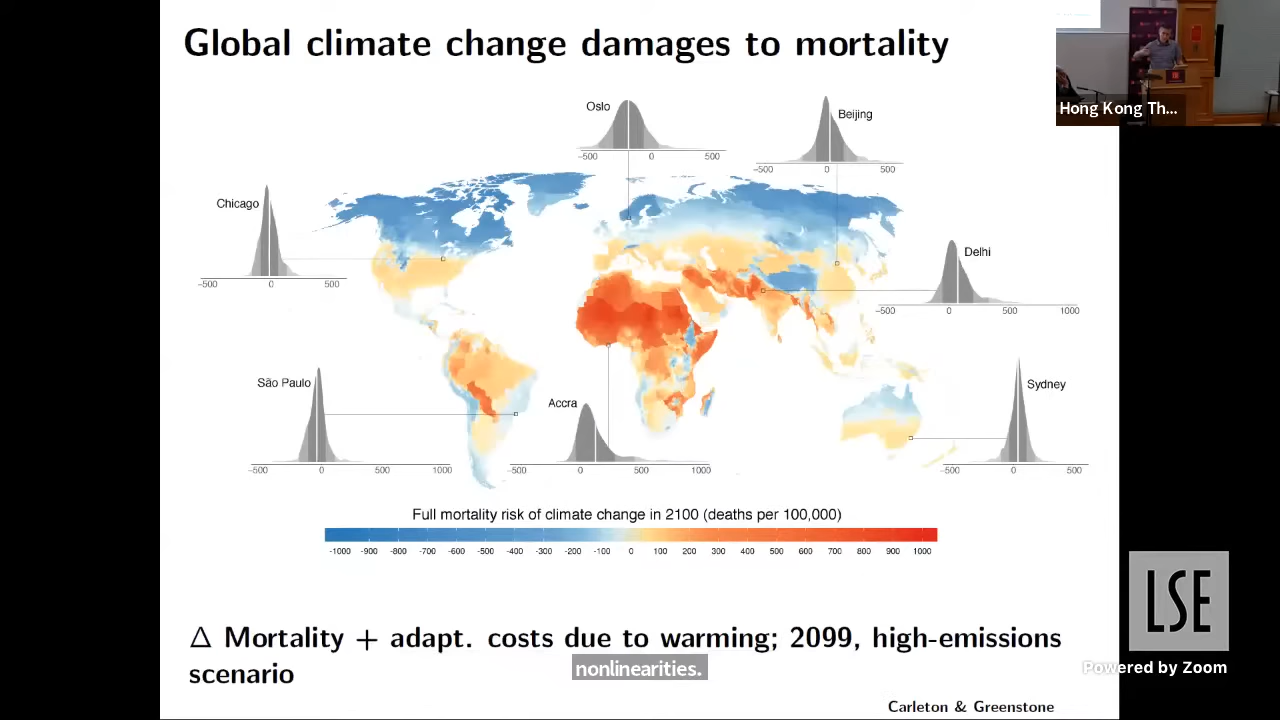 Global climate change damages to mortality
Hong Kong Th...
Oslo
-500 0 500
Beijing
-500 0 500
Chicago
-500 0 500
Delhi
-500 0 500 1000
São Paulo
-500 0 500 1000
Accra
-500 0 500 1000
Sydney
-500 0 500
Full mortality risk of climate change in 2100 (deaths per 100,000)
-1000 -900 -800 -700 -600 -500 -400 -300 -200 -100 0 100 200 300 400 500 600 700 800 900 1000
Δ Mortality + adapt. costs due to warming; 2099, high-emissions
scenario
nonlinearities.
Carleton & Greenstone
LSE
Powered by Zoom